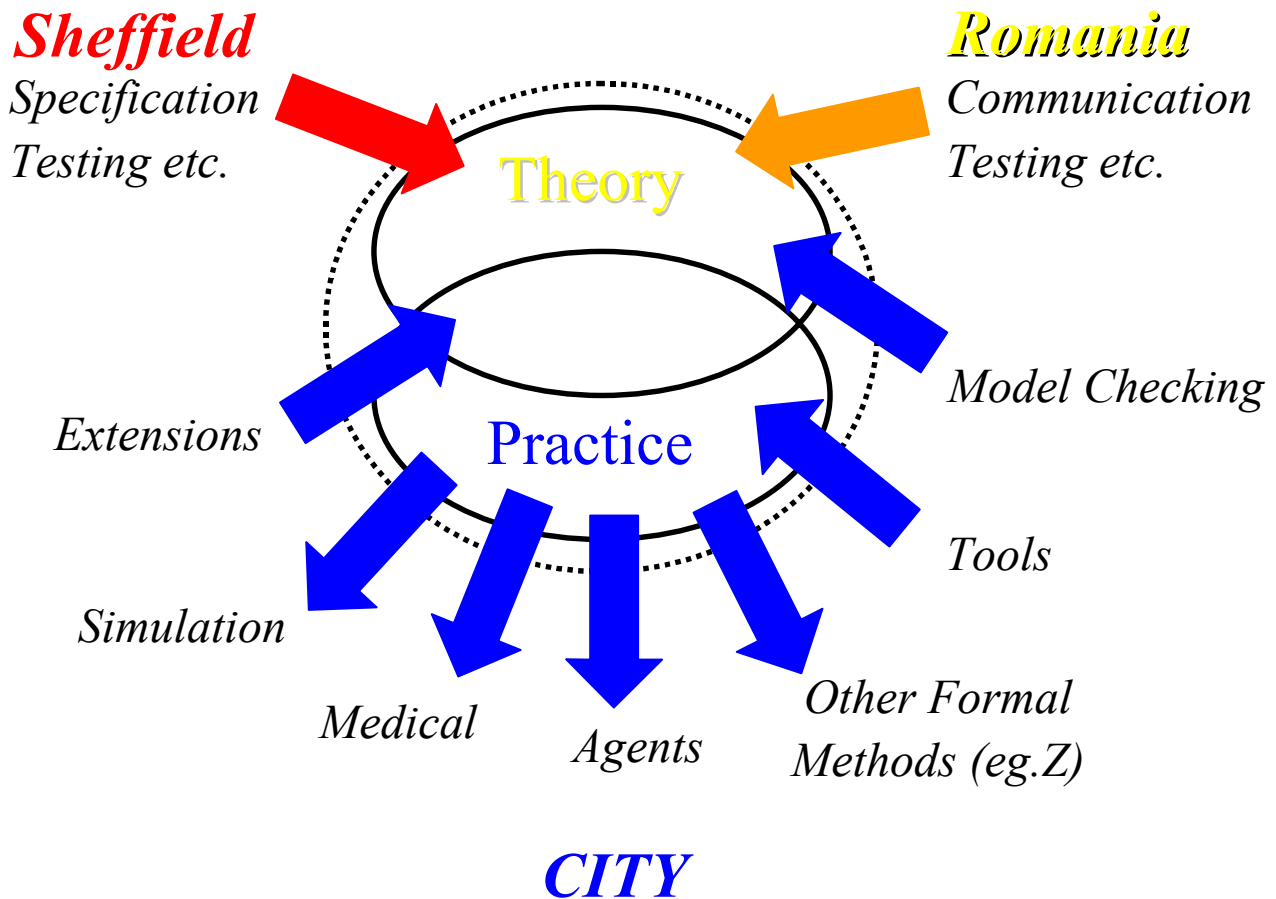 Sheffield
Specification
Testing etc.
Romania
Communication
Testing etc.
Theory
Model Checking
Extensions
Practice
Tools
Simulation
Medical
Agents
Other Formal
Methods (eg.Z)
CITY